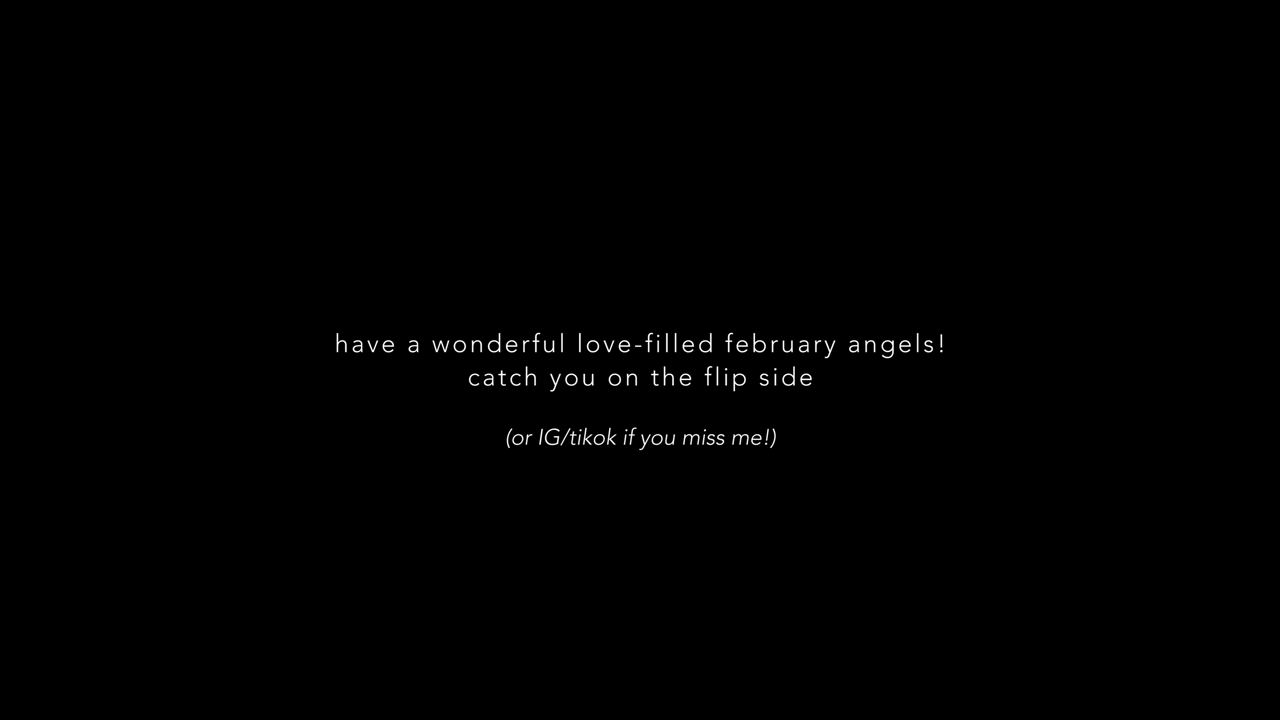 have a wonderful love-filled february angels!
catch you on the flip side
(or IG/tikok if you miss me!)